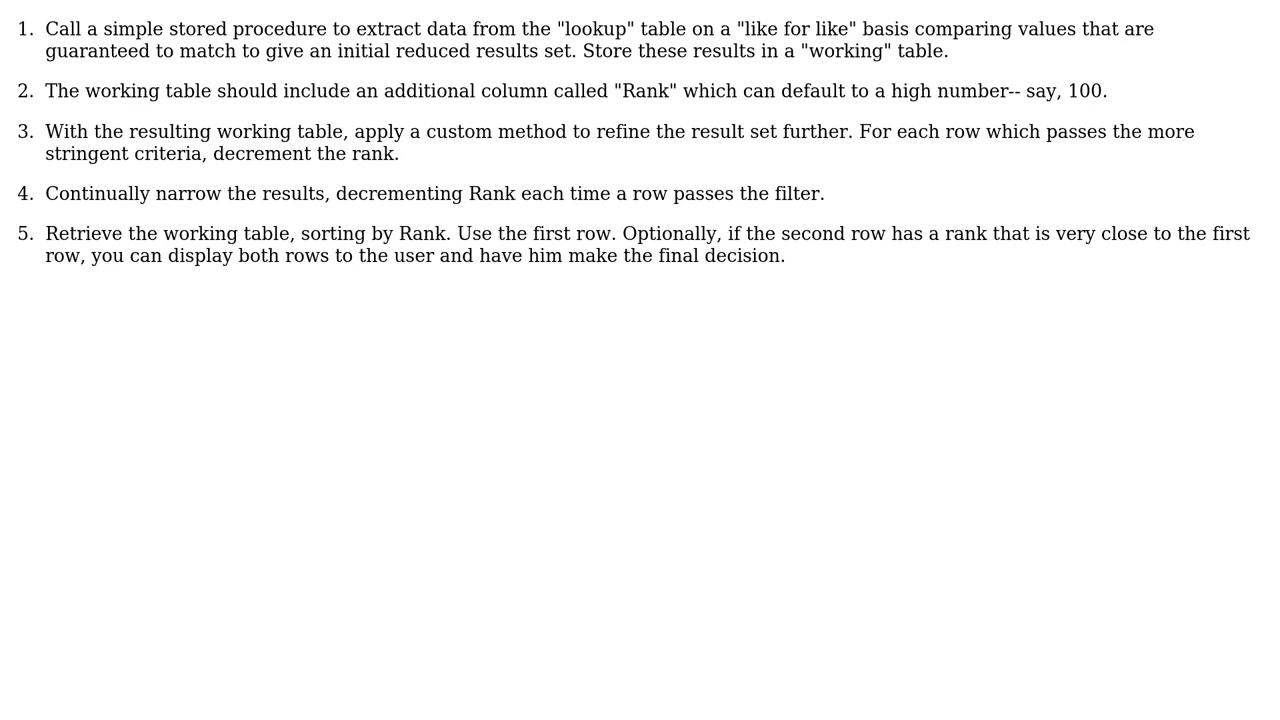 1. Call a simple stored procedure to extract data from the "lookup" table on a "like for like" basis comparing values that are
guaranteed to match to give an initial reduced results set. Store these results in a "working" table.
2. The working table should include an additional column called "Rank" which can default to a high number-- say, 100.
3. With the resulting working table, apply a custom method to refine the result set further. For each row which passes the more
stringent criteria, decrement the rank.
4. Continually narrow the results, decrementing Rank each time a row passes the filter.
5. Retrieve the working table, sorting by Rank. Use the first row. Optionally, if the second row has a rank that is very close to the first
row, you can display both rows to the user and have him make the final decision.